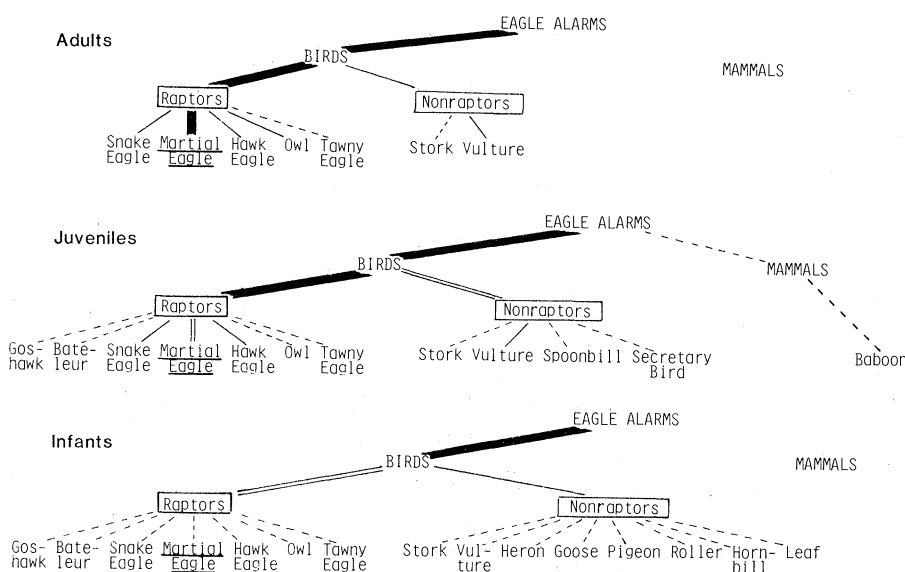 EAGLE ALARMS
Adults
BIRDS
MAMMALS
Raptors
Nonraptors
Snake Martial Hawk Owl Tawny
Eagle Eagle Eagle Eagle
Stork Vulture
EAGLE ALARMS
Juveniles
BIRDS
MAMMALS
Raptors
Nonraptors
Gos- Bate- Snake Martial Hawk Owl Tawny
hawk leur Eagle Eagle Eagle Eagle
Stork Vulture Spoonbill Secretary
Bird
Baboon
EAGLE ALARMS
Infants
BIRDS
MAMMALS
Raptors
Nonraptors
Gos- Bate- Snake Martial Hawk Owl Tawny
hawk leur Eagle Eagle Eagle Eagle
Stork Vul- Heron Goose Pigeon Roller Horn- Leaf
ture bill